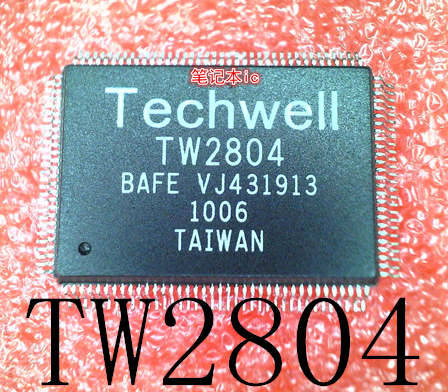 笔记本ic
Techwell
TW2804
BAFE VJ431913
1006
TAIWAN
TW2804